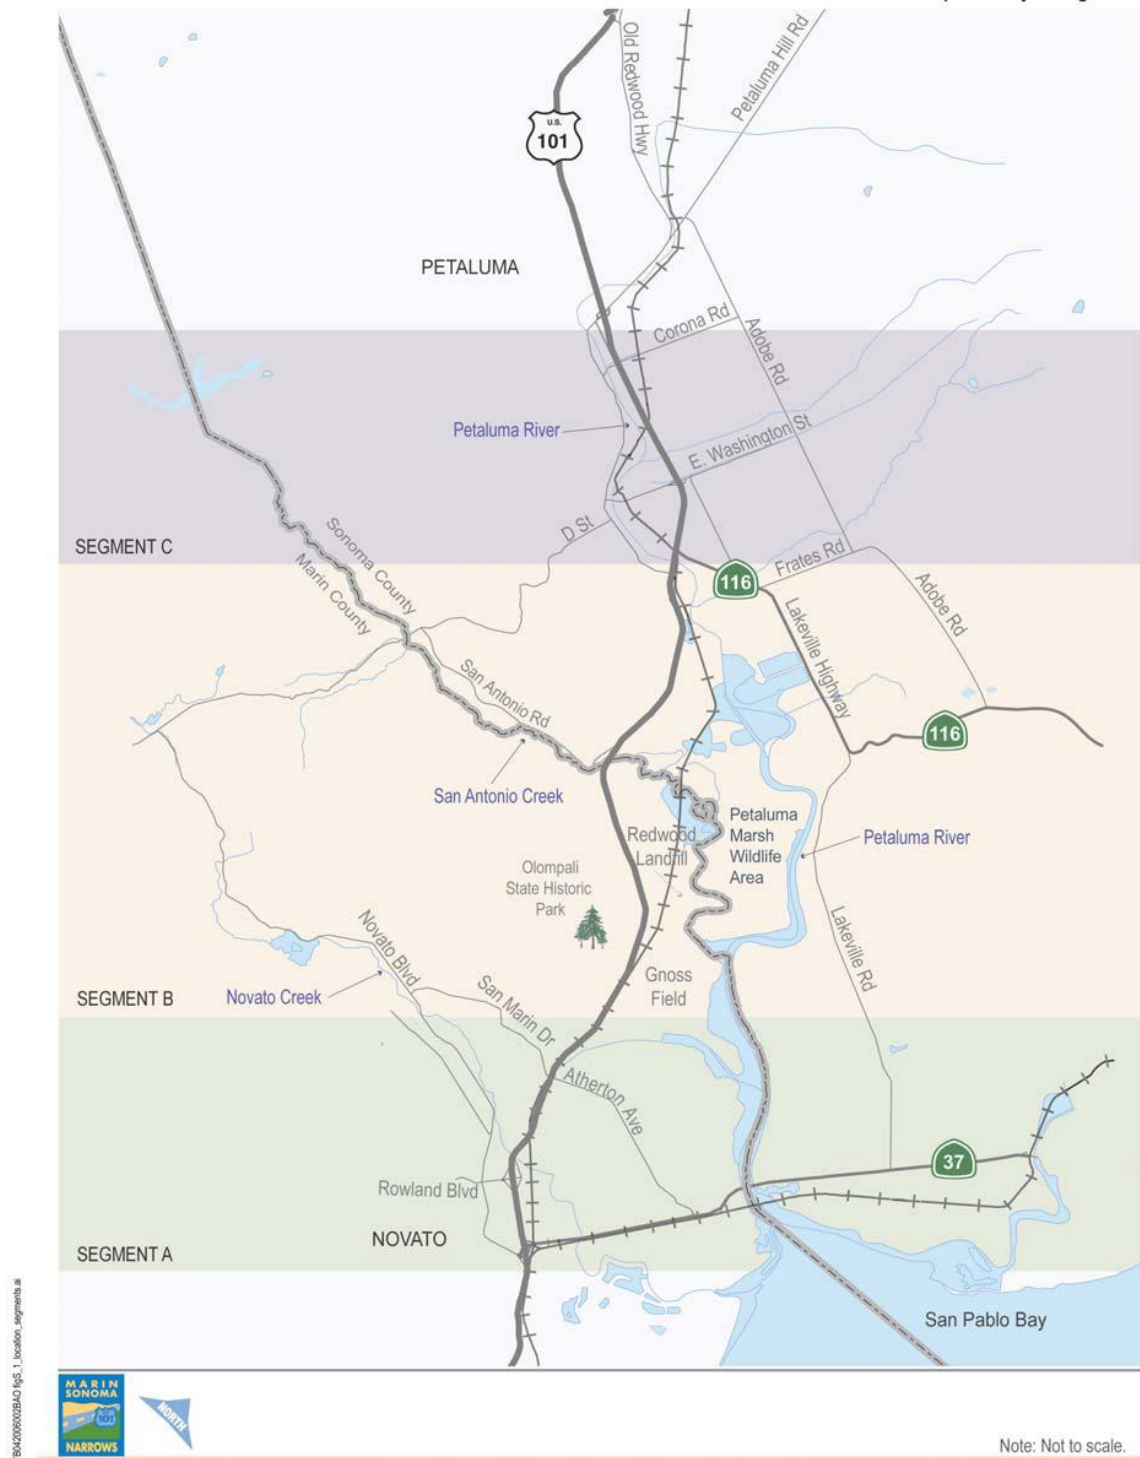 Old Redwood Hwy
Petaluma Hill Rd
U.S.
101
PETALUMA
Corona Rd
Adobe Rd
Petaluma River
E. Washington St
D St
SEGMENT C
Sonoma County
Marin County
116
Frates Rd
Adobe Rd
Lakeville Highway
San Antonio Rd
116
San Antonio Creek
Petaluma
Marsh
Wildlife
Area
Redwood
Landfill
Petaluma River
Olompali
State Historic
Park
Novato Blvd
Lakeville Rd
Gnoss
Field
San Marin Dr
Novato Creek
SEGMENT B
Atherton Ave
37
Rowland Blvd
NOVATO
SEGMENT A
San Pablo Bay
MARIN
SONOMA
101
NARROWS
NORTH
Note: Not to scale.